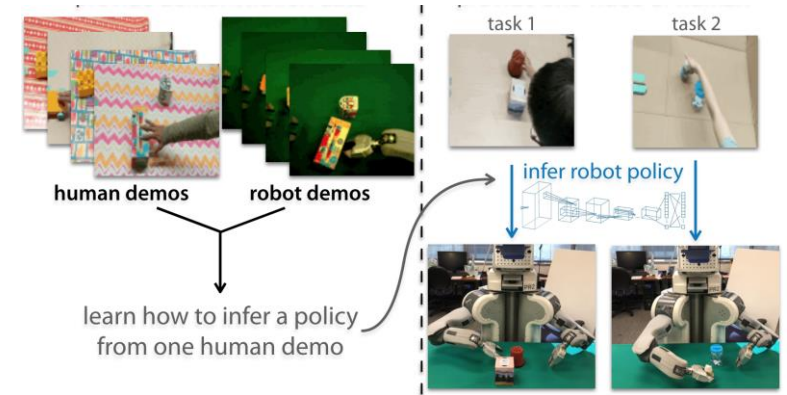 task 1
task 2
human demos
robot demos
infer robot policy
learn how to infer a policy
from one human demo